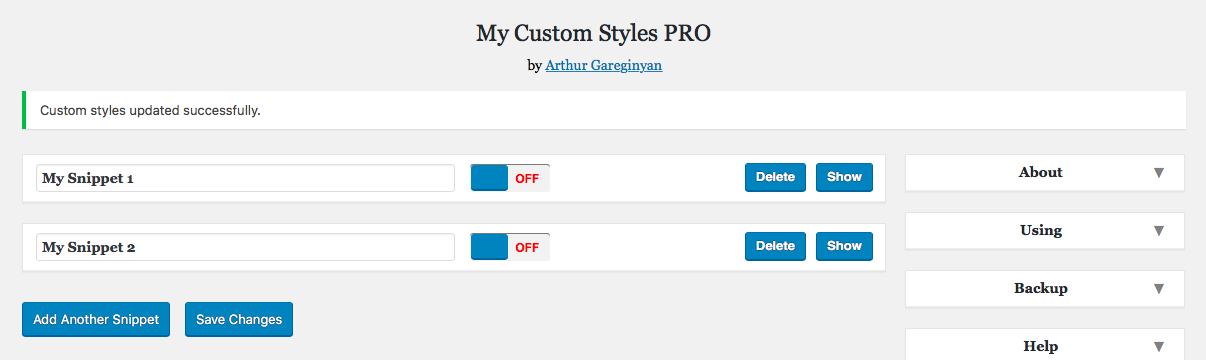 My Custom Styles PRO
by Arthur Gareginyan
Custom styles updated successfully.
My Snippet 1 OFF Delete Show
My Snippet 2 OFF Delete Show
Add Another Snippet Save Changes
About
Using
Backup
Help